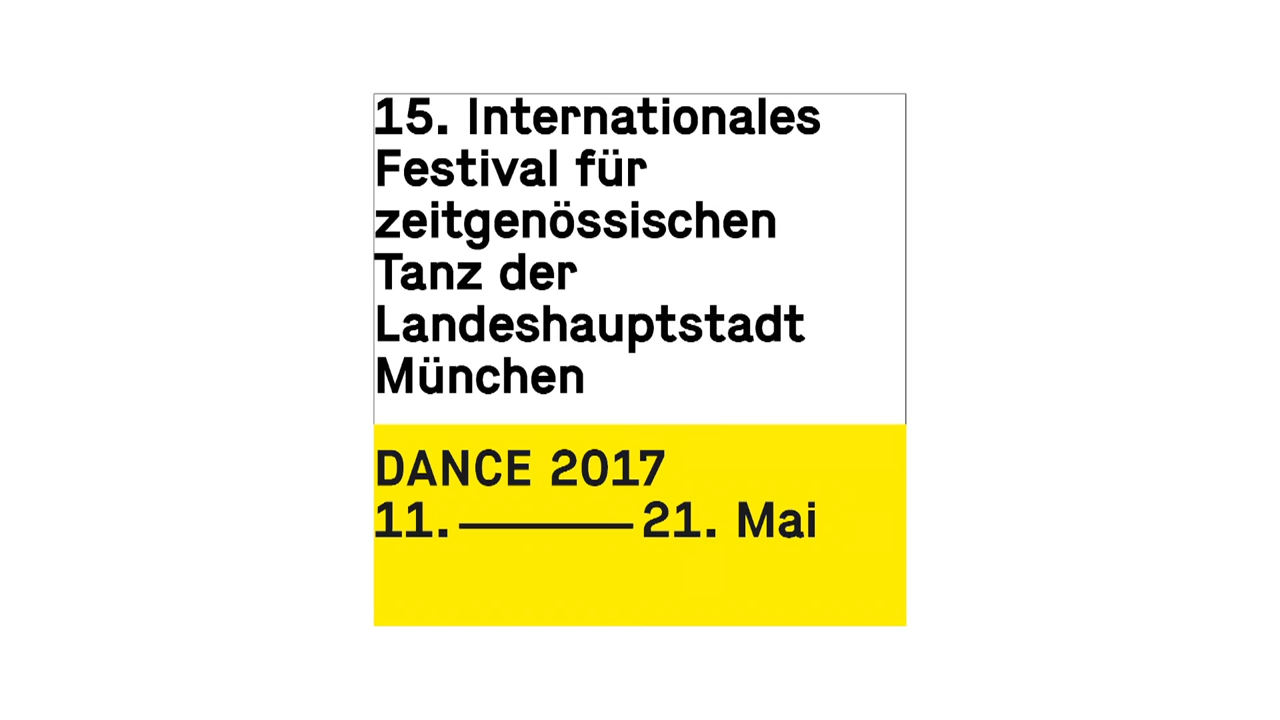 15. Internationales
Festival für
zeitgenössischen
Tanz der
Landeshauptstadt
München
DANCE 2017
11. —— 21. Mai